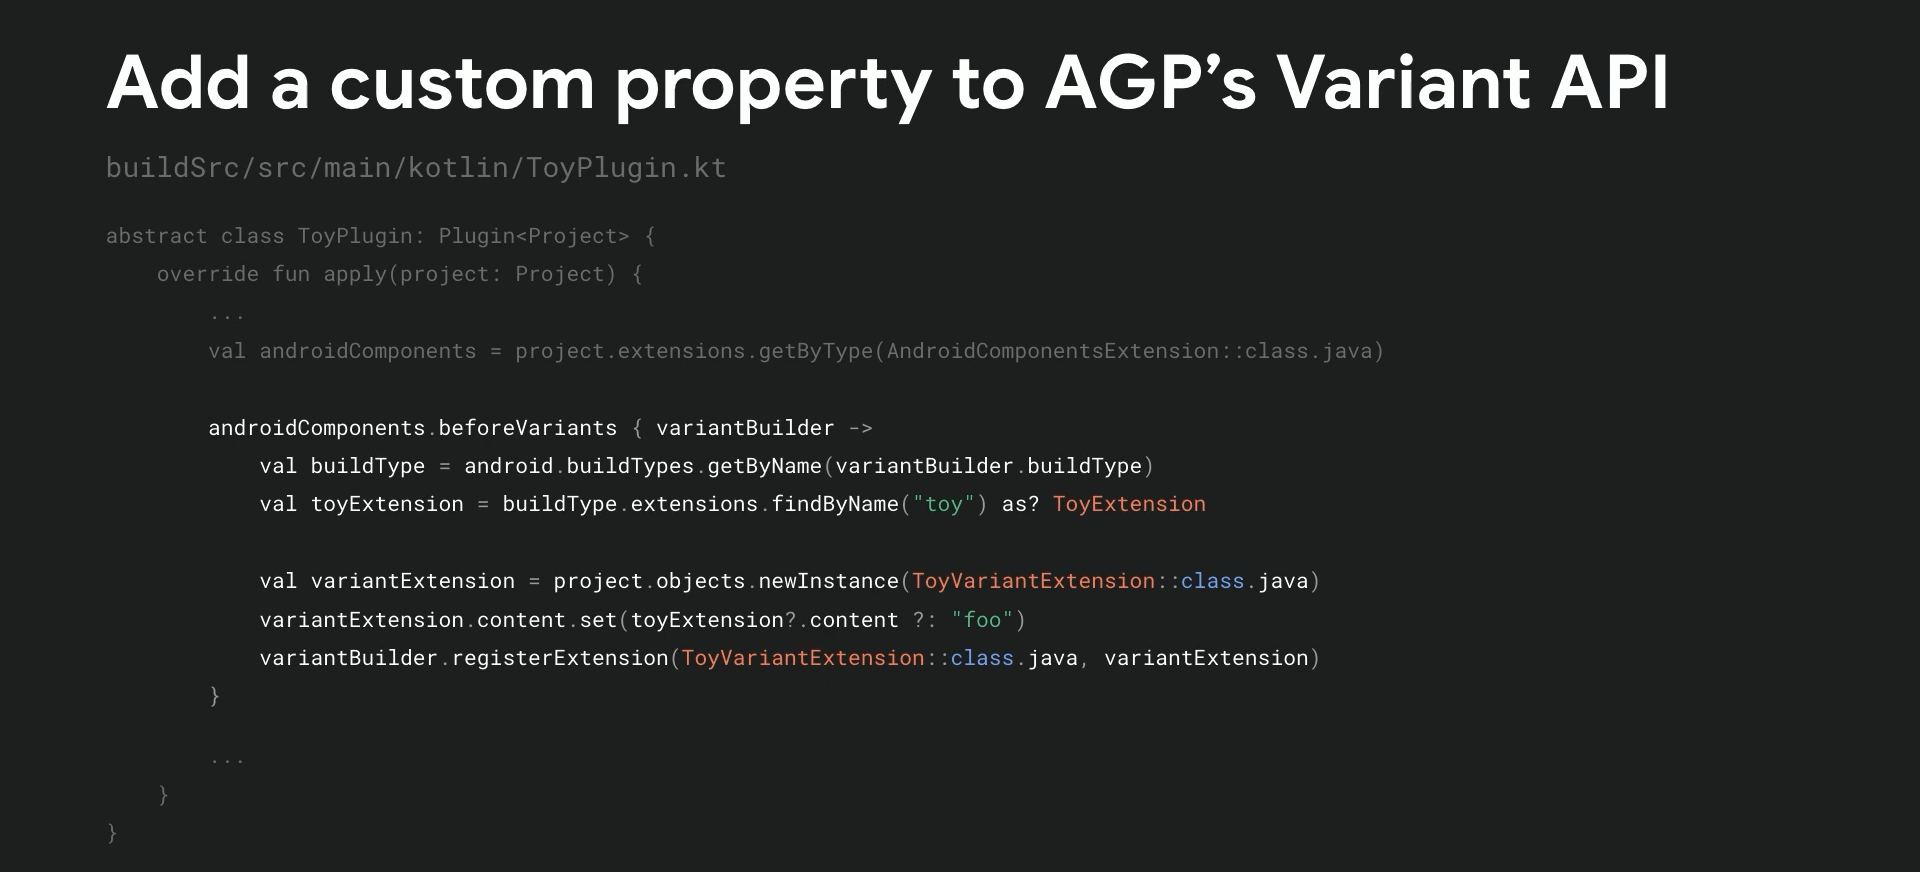 Add a custom property to AGP’s Variant API
buildSrc/src/main/kotlin/ToyPlugin.kt
abstract class ToyPlugin: Plugin<Project> {
    override fun apply(project: Project) {
        ...
        val androidComponents = project.extensions.getByType(AndroidComponentsExtension::class.java)
        androidComponents.beforeVariants { variantBuilder ->
            val buildType = android.buildTypes.getByName(variantBuilder.buildType)
            val toyExtension = buildType.extensions.findByName("toy") as? ToyExtension
            val variantExtension = project.objects.newInstance(ToyVariantExtension::class.java)
            variantExtension.content.set(toyExtension?.content ?: "foo")
            variantBuilder.registerExtension(ToyVariantExtension::class.java, variantExtension)
        }
        ...
    }
}